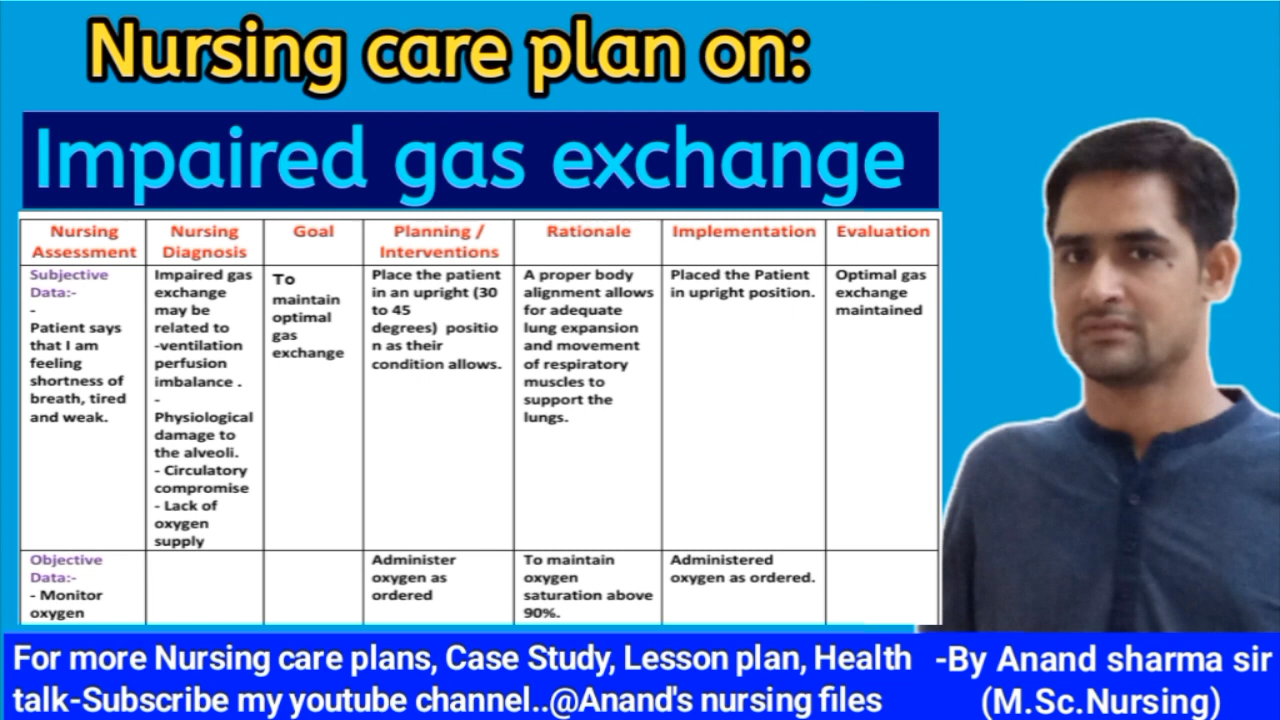 Nursing care plan on:
Impaired gas exchange
Nursing
Assessment
Nursing
Diagnosis
Goal
Planning /
Interventions
Rationale
Implementation
Evaluation
Subjective
Data:-
-
Patient says
that I am
feeling
shortness of
breath, tired
and weak.
Impaired gas
exchange
may be
related to
-ventilation
perfusion
imbalance .
-
Physiological
damage to
the alveoli.
- Circulatory
compromise
- Lack of
oxygen
supply
To
maintain
optimal
gas
exchange
Place the patient
in an upright (30
to 45
degrees) positio
n as their
condition allows.
A proper body
alignment allows
for adequate
lung expansion
and movement
of respiratory
muscles to
support the
lungs.
Placed the Patient
in upright position.
Optimal gas
exchange
maintained
Objective
Data:-
- Monitor
oxygen
Administer
oxygen as
ordered
To maintain
oxygen
saturation above
90%.
Administered
oxygen as ordered.
For more Nursing care plans, Case Study, Lesson plan, Health
talk-Subscribe my youtube channel..@Anand's nursing files
-By Anand sharma sir
(M.Sc.Nursing)